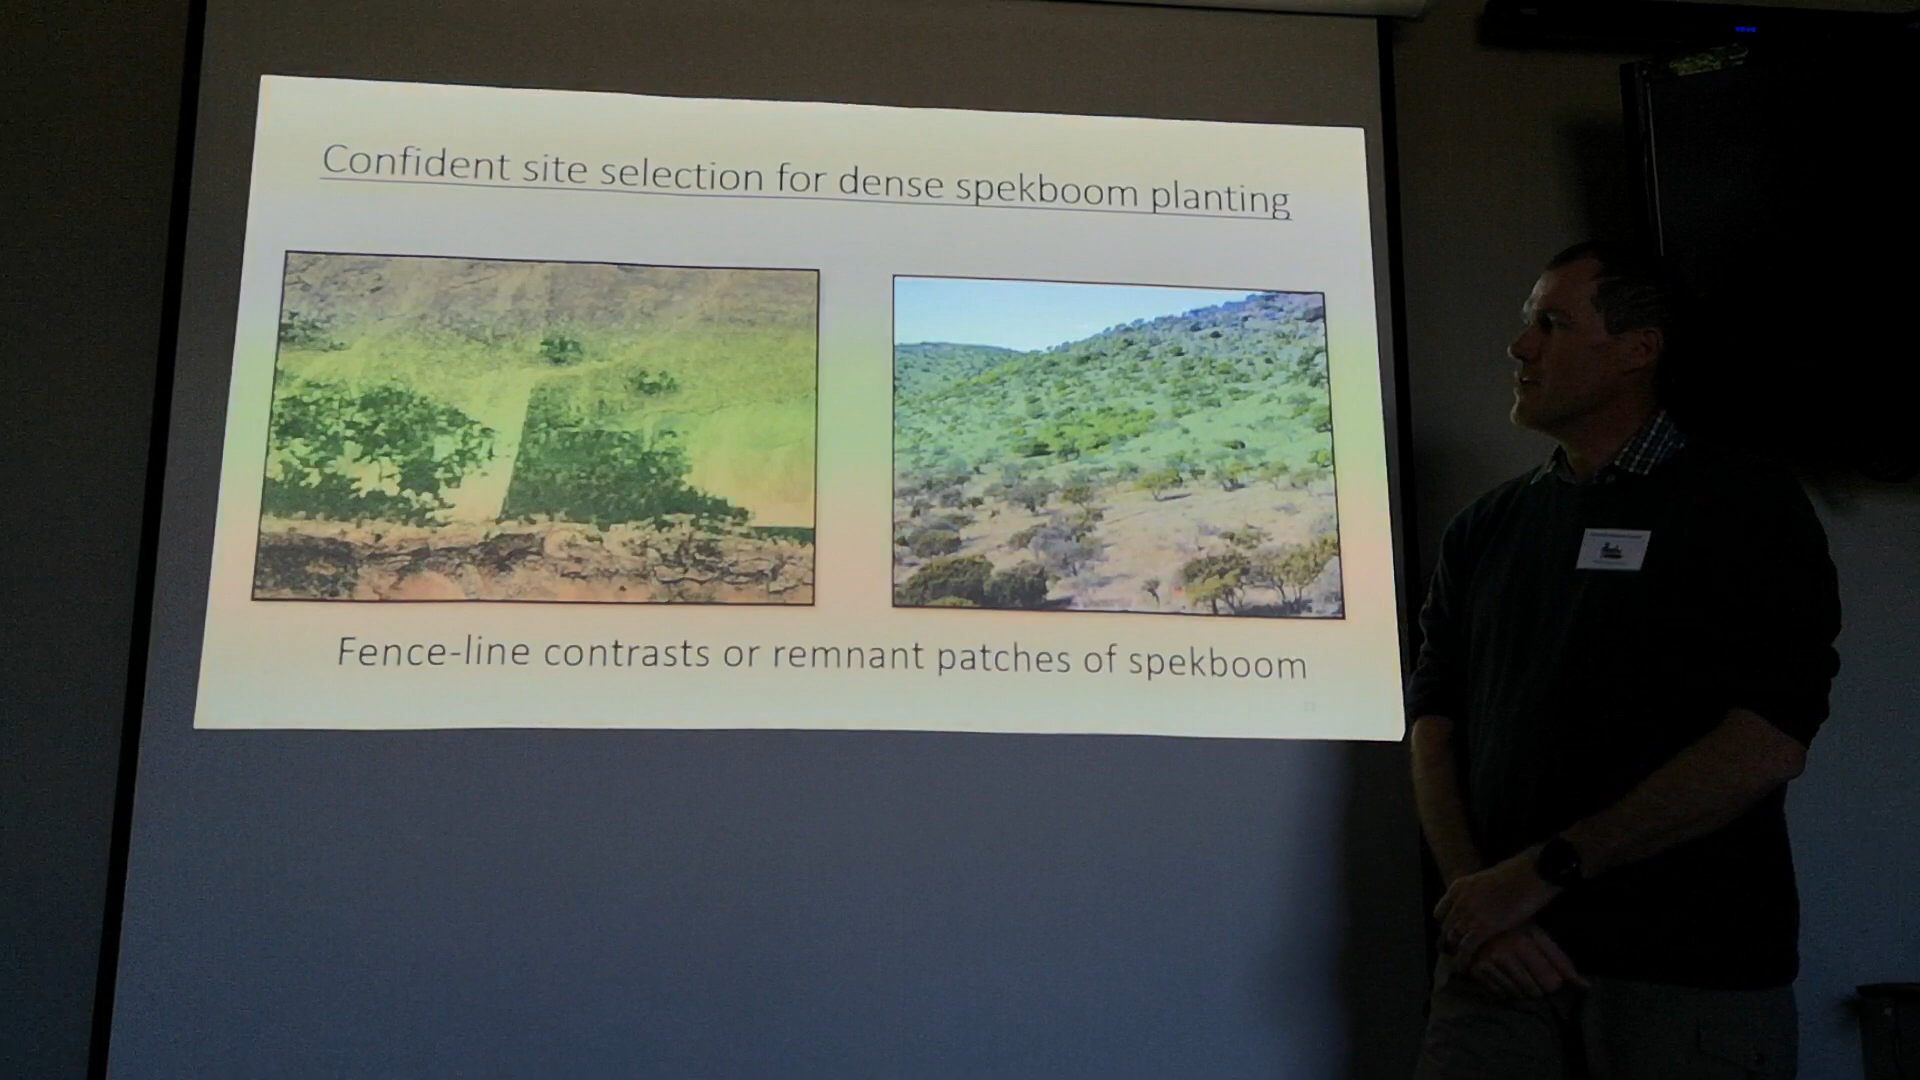 Confident site selection for dense spekboom planting
Fence-line contrasts or remnant patches of spekboom